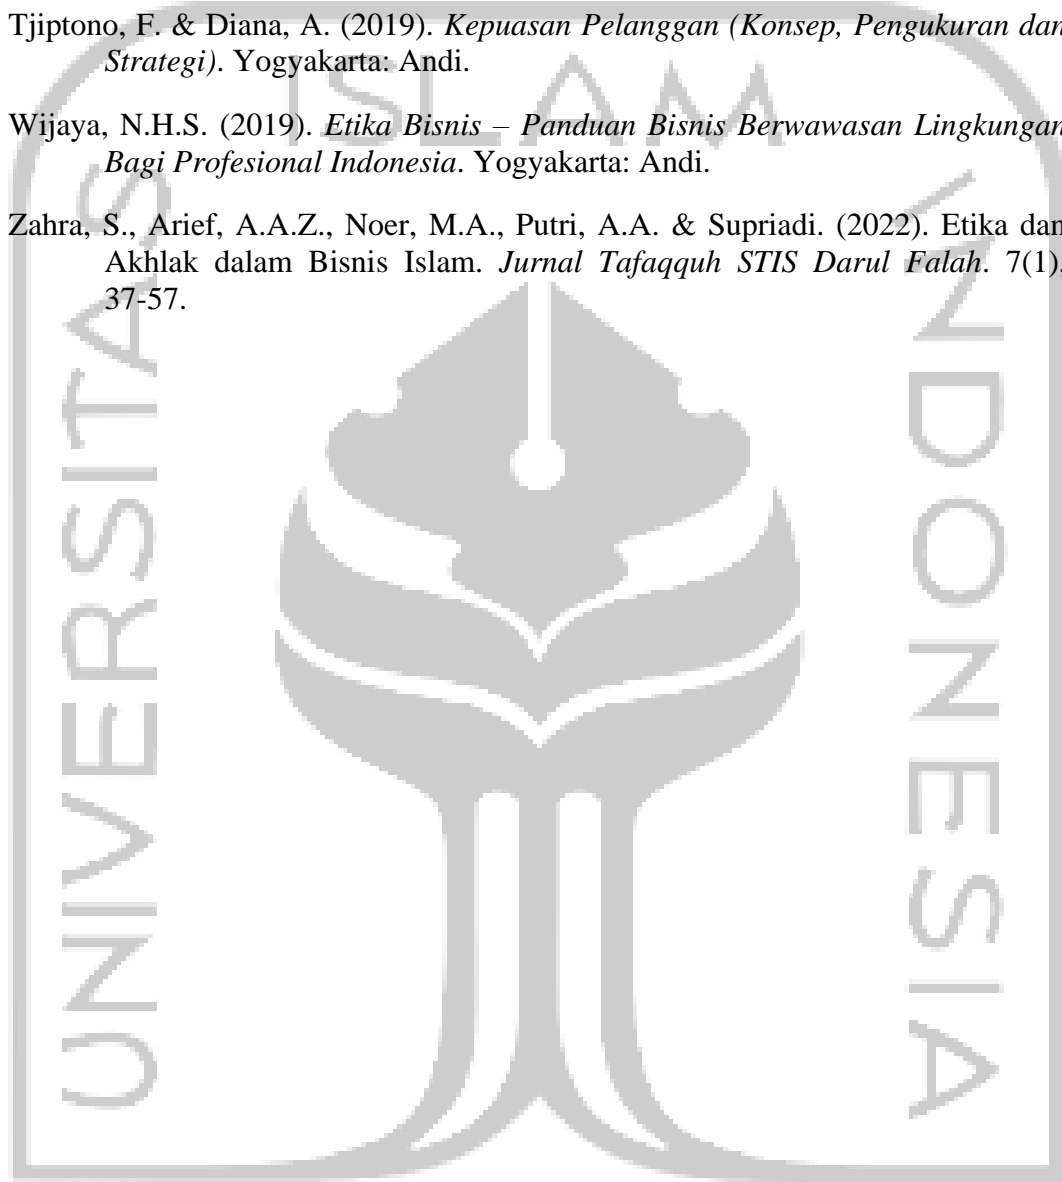 Tjiptono, F. & Diana, A. (2019). Kepuasan Pelanggan (Konsep, Pengukuran dan
Strategi). Yogyakarta: Andi.
Wijaya, N.H.S. (2019). Etika Bisnis – Panduan Bisnis Berwawasan Lingkungan
Bagi Profesional Indonesia. Yogyakarta: Andi.
Zahra, S., Arief, A.A.Z., Noer, M.A., Putri, A.A. & Supriadi. (2022). Etika dan
Akhlak dalam Bisnis Islam. Jurnal Tafaqquh STIS Darul Falah. 7(1),
37-57.
UNIVERSITAS
ISLAM
INDONESIA